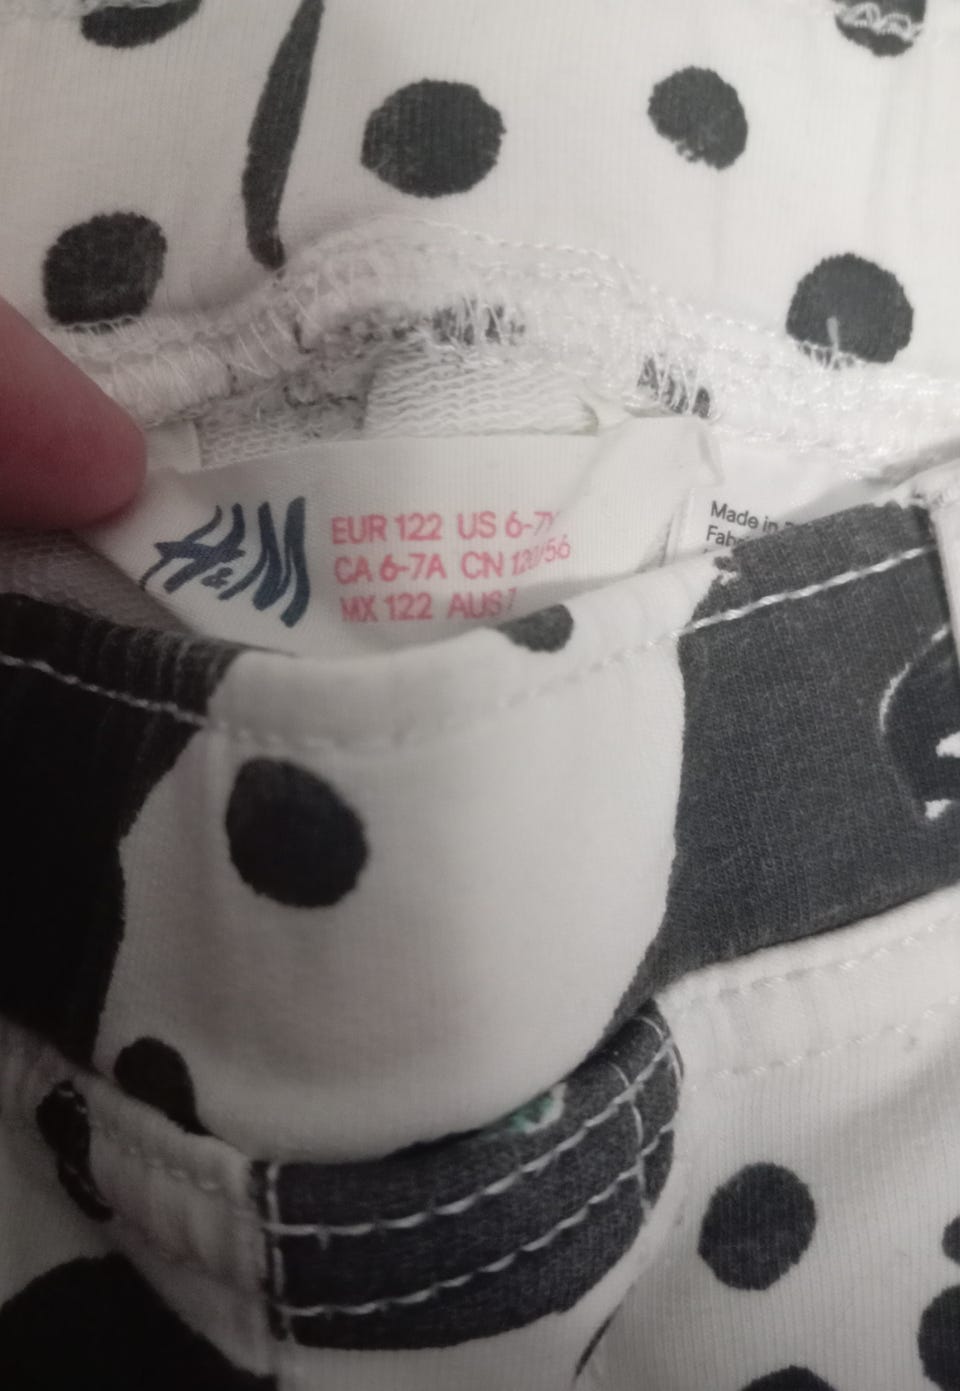 H&M
EUR 122 US 6-7Y
CA 6-7A CN 120/56
MX 122 AUS 7
Made in